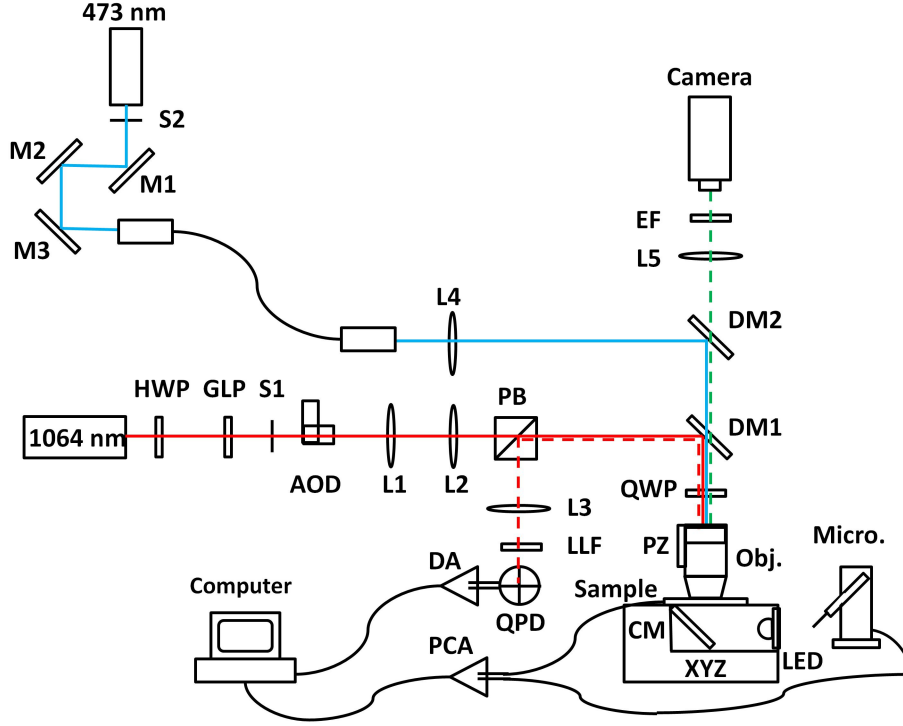 473 nm
S2
M2
M1
M3
Camera
EF
L5
L4
DM2
HWP
GLP
S1
PB
DM1
1064 nm
AOD
L1
L2
QWP
L3
LLF
PZ
Obj.
Micro.
DA
Computer
Sample
QPD
CM
PCA
XYZ
LED